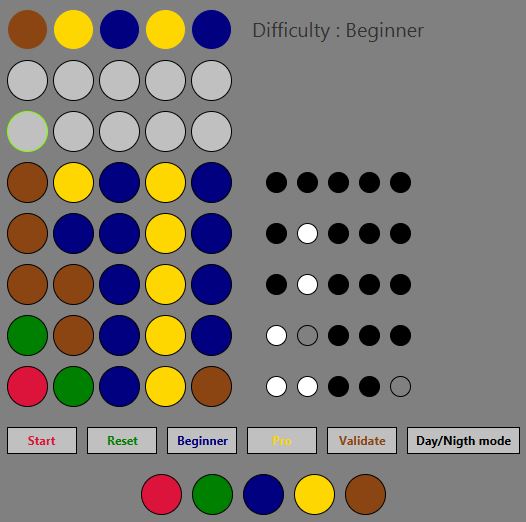 Difficulty : Beginner
Start Reset Beginner Pro Validate Day/Nigth mode